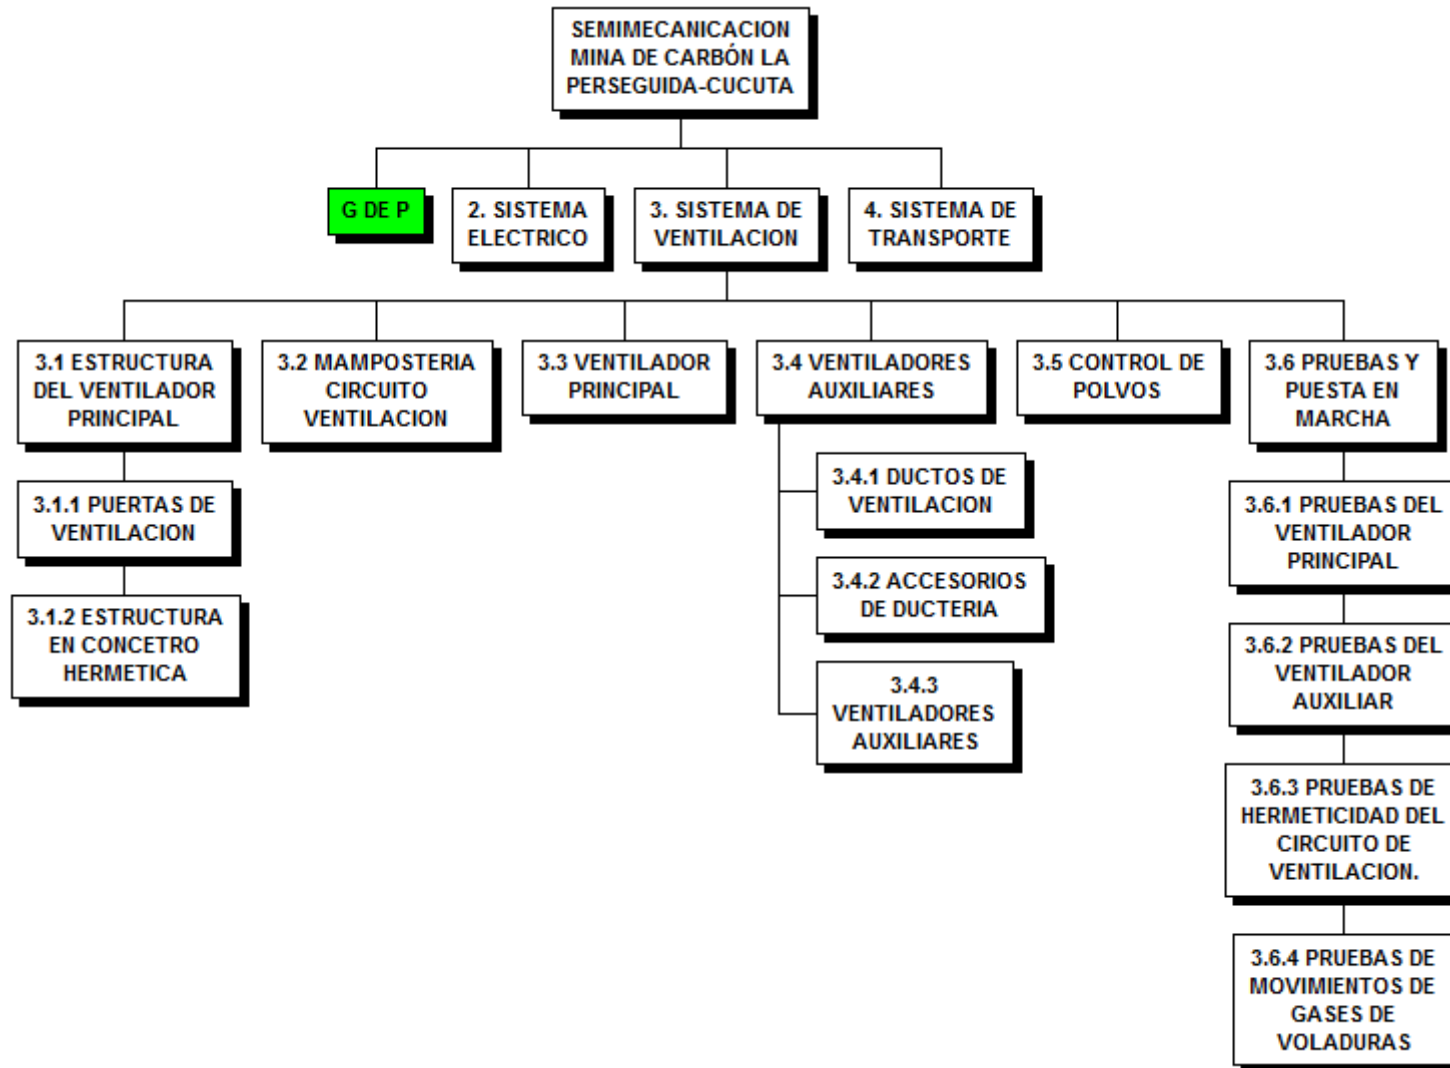 SEMIMECANICACION
MINA DE CARBÓN LA
PERSEGUIDA-CUCUTA
G DE P
2. SISTEMA
ELECTRICO
3. SISTEMA DE
VENTILACION
4. SISTEMA DE
TRANSPORTE
3.1 ESTRUCTURA
DEL VENTILADOR
PRINCIPAL
3.2 MAMPOSTERIA
CIRCUITO
VENTILACION
3.3 VENTILADOR
PRINCIPAL
3.4 VENTILADORES
AUXILIARES
3.5 CONTROL DE
POLVOS
3.6 PRUEBAS Y
PUESTA EN
MARCHA
3.1.1 PUERTAS DE
VENTILACION
3.1.2 ESTRUCTURA
EN CONCETRO
HERMETICA
3.4.1 DUCTOS DE
VENTILACION
3.4.2 ACCESORIOS
DE DUCTERIA
3.4.3
VENTILADORES
AUXILIARES
3.6.1 PRUEBAS DEL
VENTILADOR
PRINCIPAL
3.6.2 PRUEBAS DEL
VENTILADOR
AUXILIAR
3.6.3 PRUEBAS DE
HERMETICIDAD DEL
CIRCUITO DE
VENTILACION.
3.6.4 PRUEBAS DE
MOVIMIENTOS DE
GASES DE
VOLADURAS